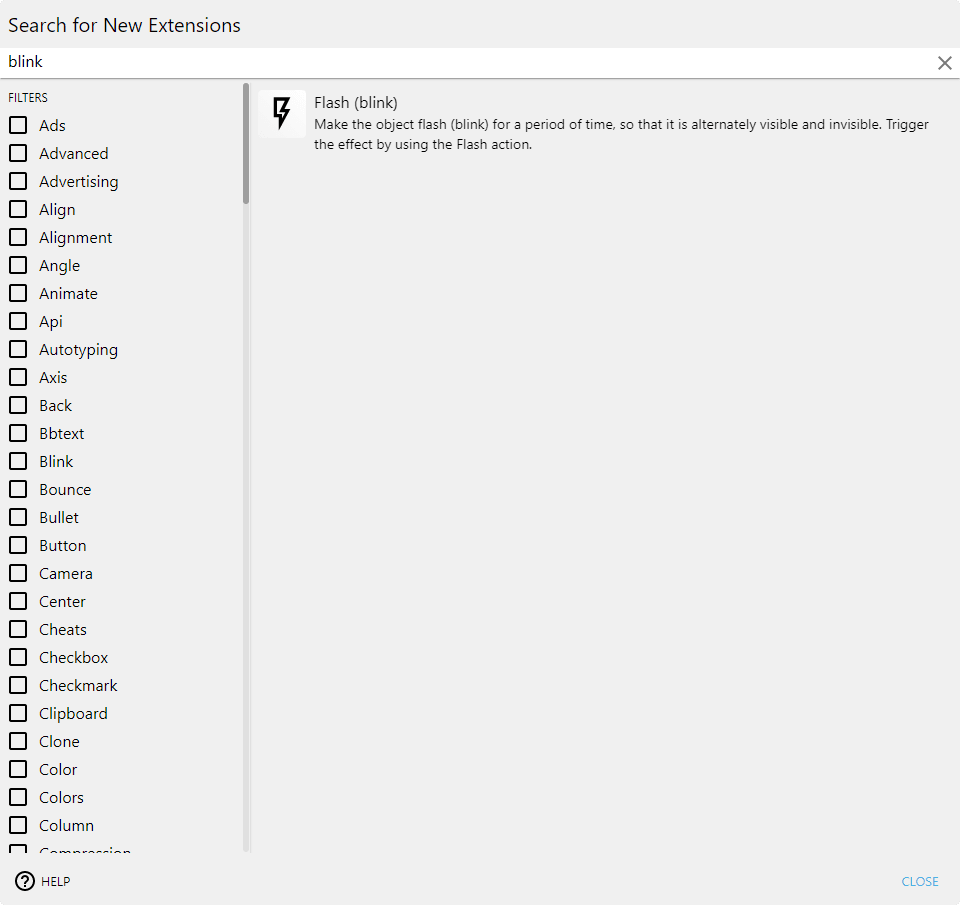 Search for New Extensions
blink
FILTERS
Ads
Advanced
Advertising
Align
Alignment
Angle
Animate
Api
Autotyping
Axis
Back
Bbtext
Blink
Bounce
Bullet
Button
Camera
Center
Cheats
Checkbox
Checkmark
Clipboard
Clone
Color
Colors
Column
Compression
Flash (blink)
Make the object flash (blink) for a period of time, so that it is alternately visible and invisible. Trigger
the effect by using the Flash action.
HELP
CLOSE